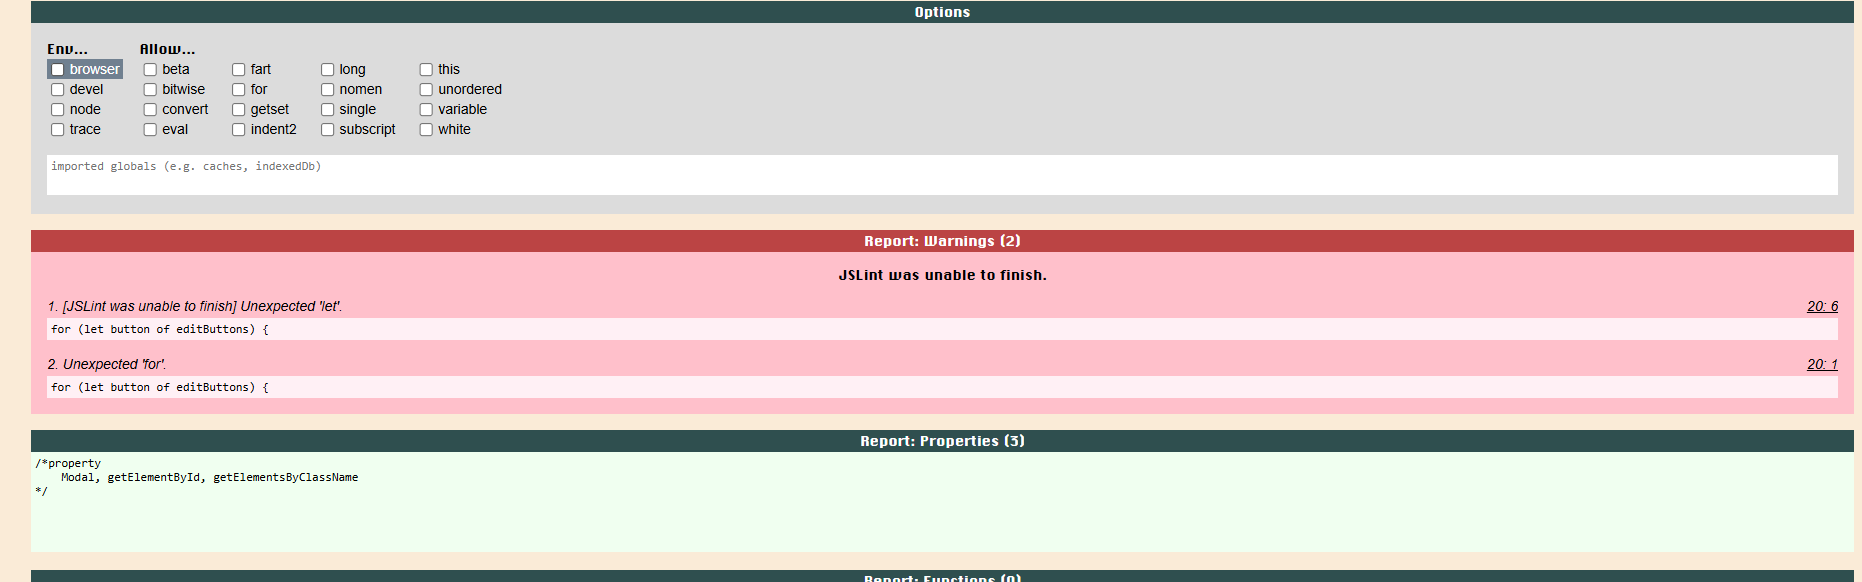 Options
Env... Allow...
browser beta fart long this
devel bitwise for nomen unordered
node convert getset single variable
trace eval indent2 subscript white
imported globals (e.g. caches, indexedDb)
Report: Warnings (2)
JSLint was unable to finish.
1. [JSLint was unable to finish] Unexpected 'let'. 20: 6
for (let button of editButtons) {
2. Unexpected 'for'. 20: 1
for (let button of editButtons) {
Report: Properties (3)
/*property
Modal, getElementById, getElementsByClassName
*/
Report: Functions (0)